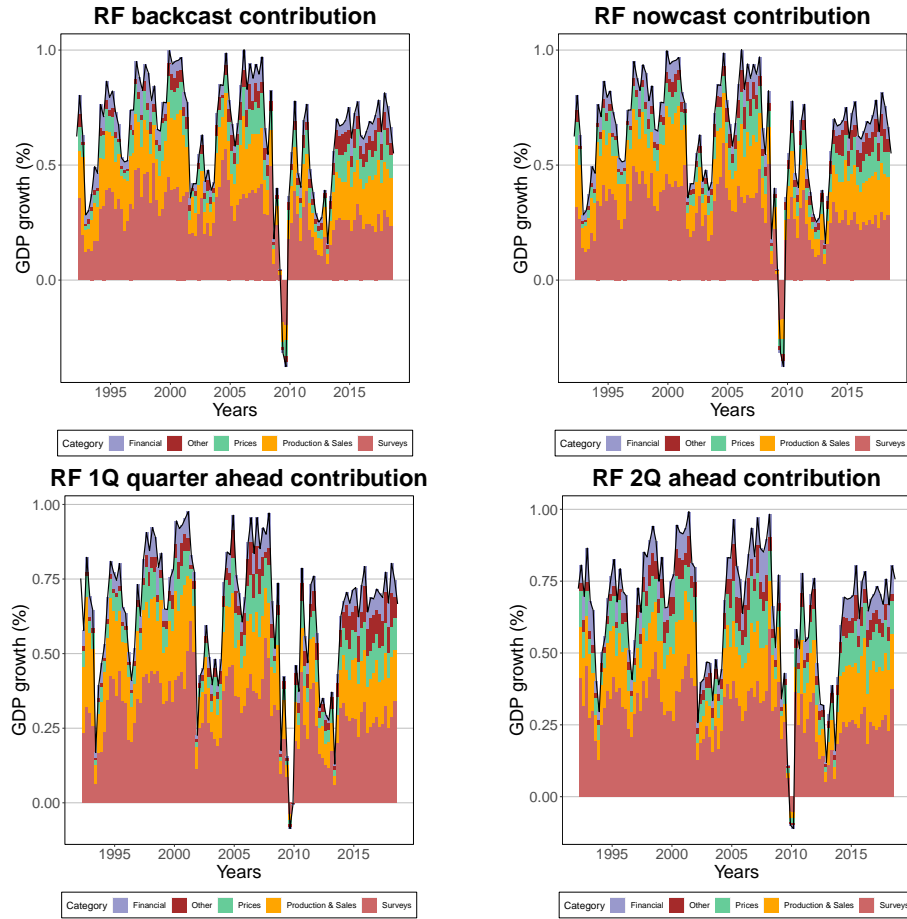 RF backcast contribution
RF nowcast contribution
1.0
0.5
0.0
GDP growth (%)
1995 2000 2005 2010 2015
Years
1.0
0.5
0.0
GDP growth (%)
1995 2000 2005 2010 2015
Years
Category Financial Other Prices Production & Sales Surveys
Category Financial Other Prices Production & Sales Surveys
RF 1Q quarter ahead contribution
RF 2Q ahead contribution
1.00
0.75
0.50
0.25
0.00
GDP growth (%)
1995 2000 2005 2010 2015
Years
1.00
0.75
0.50
0.25
0.00
GDP growth (%)
1995 2000 2005 2010 2015
Years
Category Financial Other Prices Production & Sales Surveys
Category Financial Other Prices Production & Sales Surveys